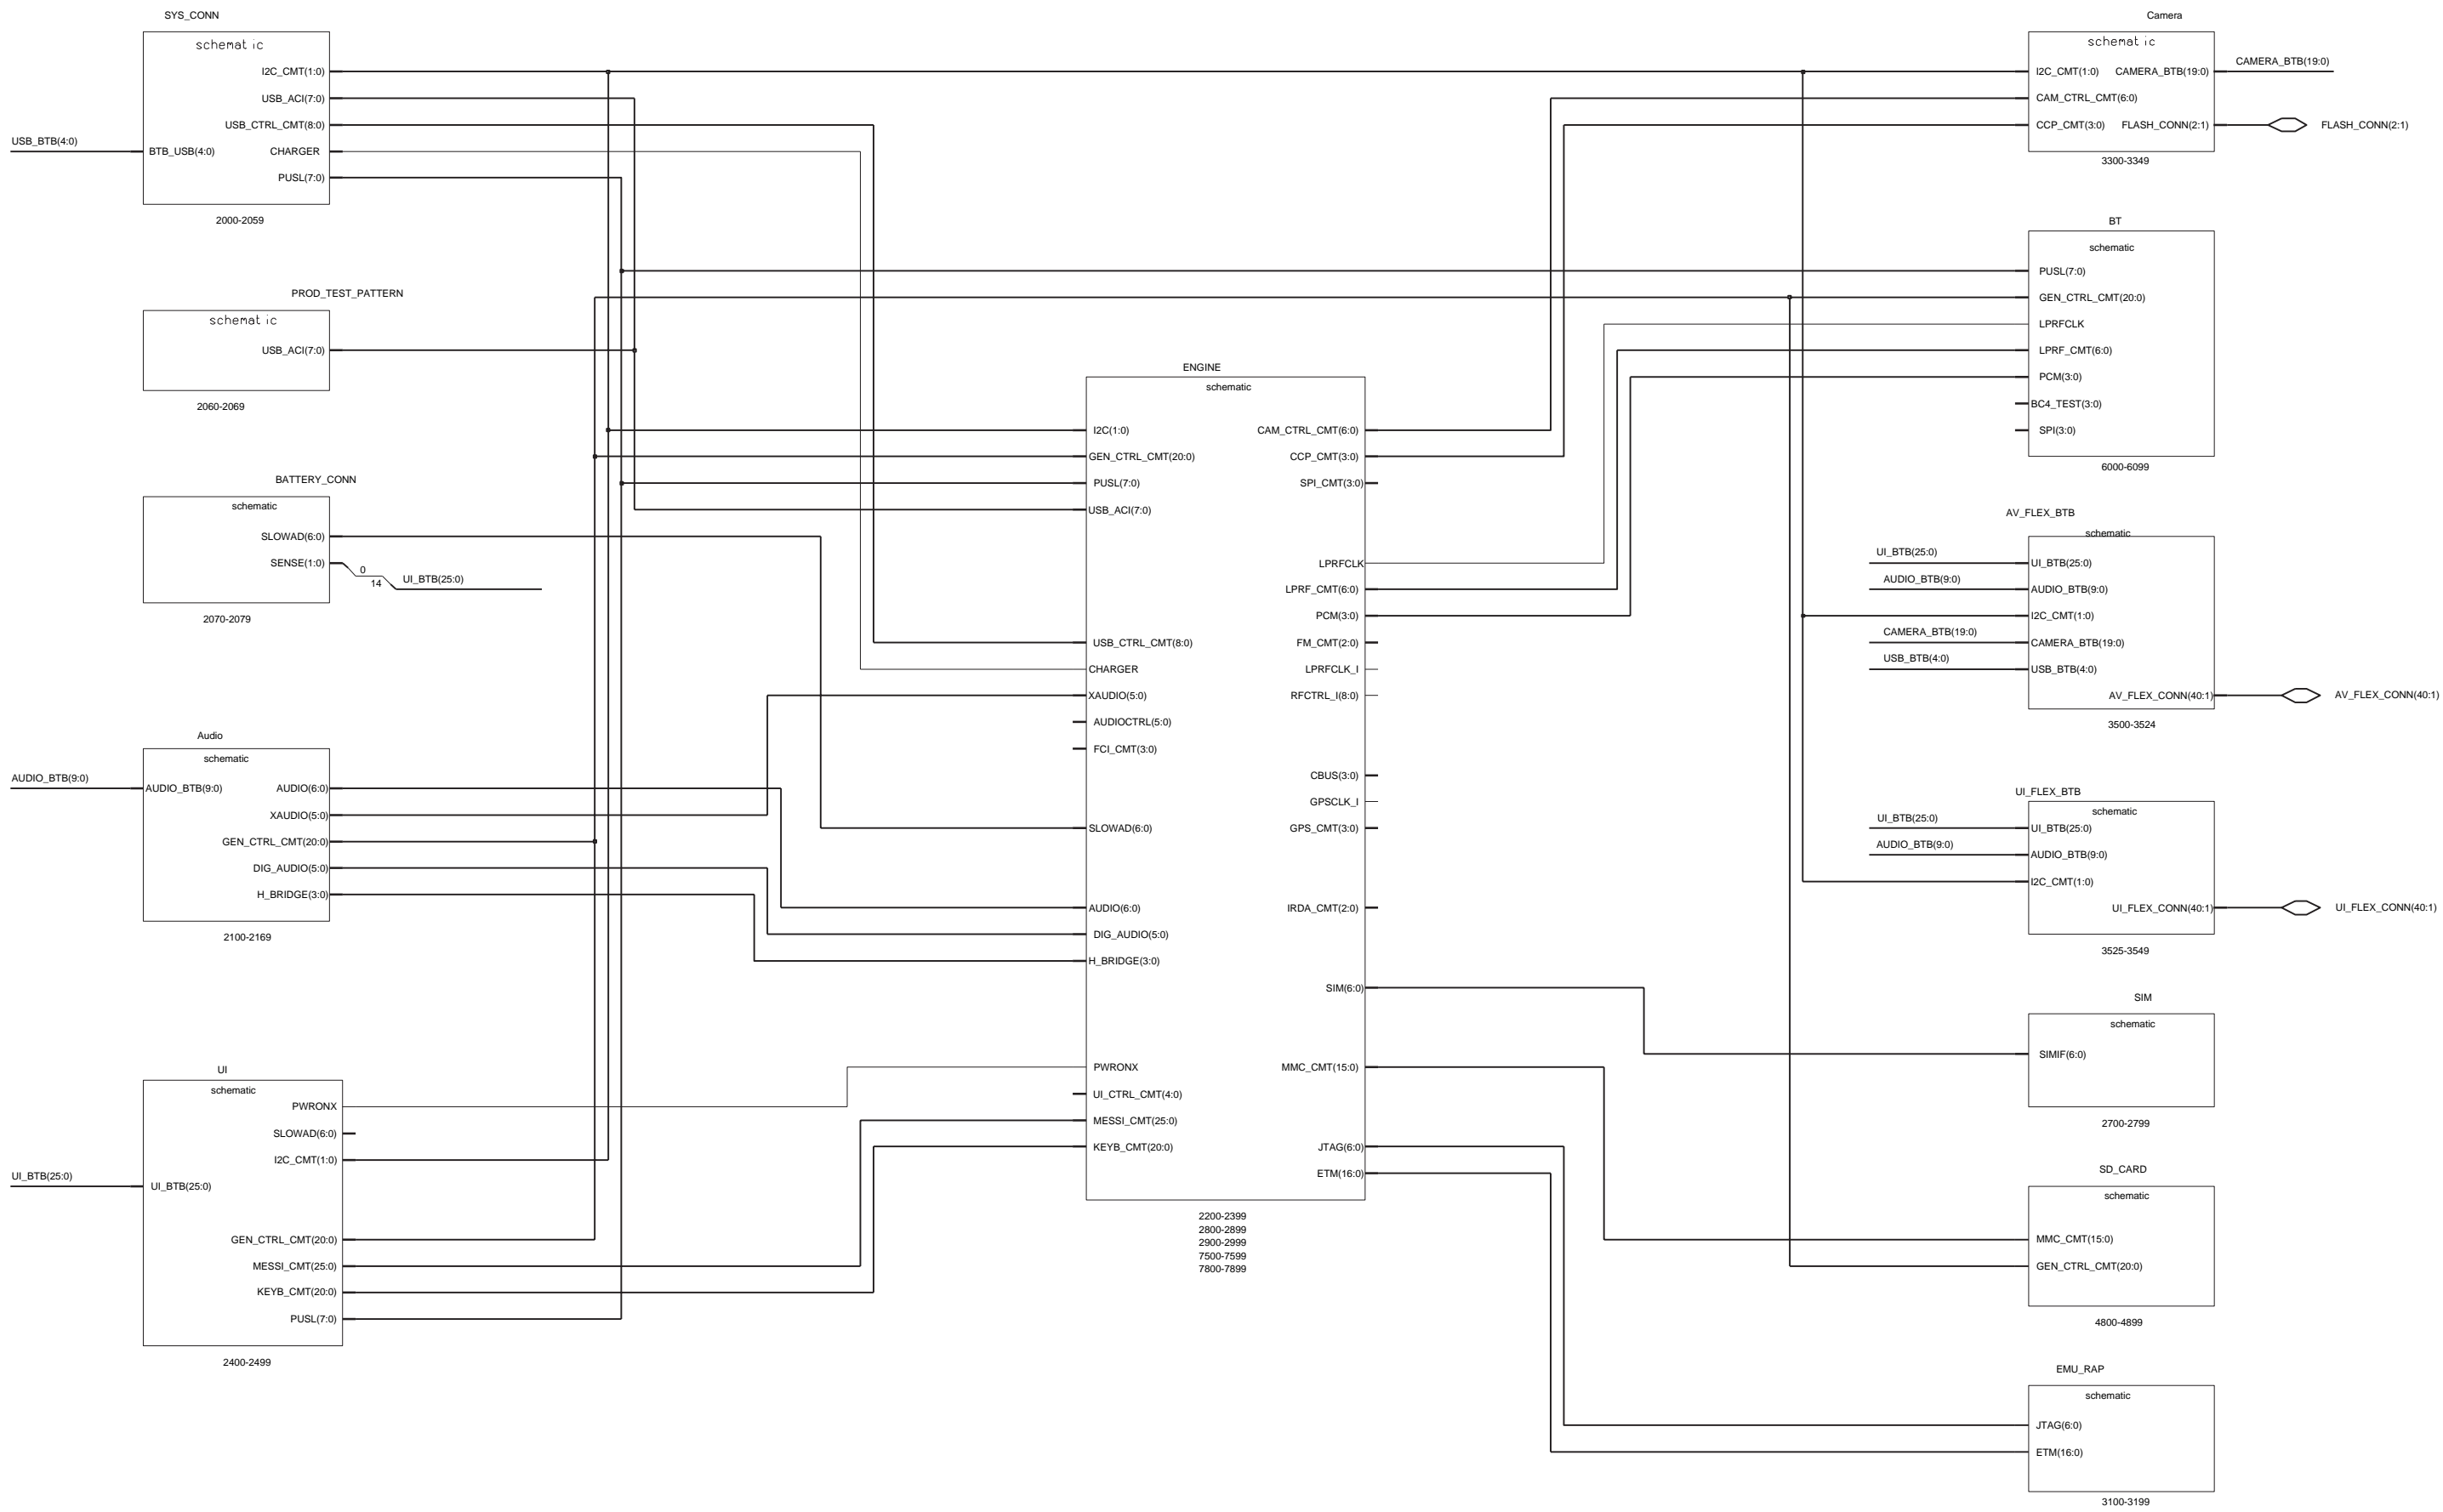 SYS_CONN
schematic
I2C_CMT(1:0)
USB_ACI(7:0)
USB_CTRL_CMT(8:0)
USB_BTB(4:0)
BTB_USB(4:0)
CHARGER
PUSL(7:0)
2000-2059
PROD_TEST_PATTERN
schematic
USB_ACI(7:0)
2060-2069
BATTERY_CONN
schematic
SLOWAD(6:0)
SENSE(1:0)
0
14
UI_BTB(25:0)
2070-2079
Audio
schematic
AUDIO_BTB(9:0)
AUDIO_BTB(9:0)
AUDIO(6:0)
XAUDIO(5:0)
GEN_CTRL_CMT(20:0)
DIG_AUDIO(5:0)
H_BRIDGE(3:0)
2100-2169
UI
schematic
PWRONX
SLOWAD(6:0)
I2C_CMT(1:0)
UI_BTB(25:0)
UI_BTB(25:0)
GEN_CTRL_CMT(20:0)
MESSI_CMT(25:0)
KEYB_CMT(20:0)
PUSL(7:0)
2400-2499
ENGINE
schematic
I2C(1:0)
GEN_CTRL_CMT(20:0)
PUSL(7:0)
USB_ACI(7:0)
USB_CTRL_CMT(8:0)
CHARGER
XAUDIO(5:0)
AUDIOCTRL(5:0)
FCI_CMT(3:0)
SLOWAD(6:0)
AUDIO(6:0)
DIG_AUDIO(5:0)
H_BRIDGE(3:0)
PWRONX
UI_CTRL_CMT(4:0)
MESSI_CMT(25:0)
KEYB_CMT(20:0)
CAM_CTRL_CMT(6:0)
CCP_CMT(3:0)
SPI_CMT(3:0)
LPRFCLK
LPRF_CMT(6:0)
PCM(3:0)
FM_CMT(2:0)
LPRFCLK_I
RFCTRL_I(8:0)
CBUS(3:0)
GPSCLK_I
GPS_CMT(3:0)
IRDA_CMT(2:0)
SIM(6:0)
MMC_CMT(15:0)
JTAG(6:0)
ETM(16:0)
2200-2399
2800-2899
2900-2999
7500-7599
7800-7899
Camera
schematic
I2C_CMT(1:0)
CAMERA_BTB(19:0)
CAMERA_BTB(19:0)
CAM_CTRL_CMT(6:0)
CCP_CMT(3:0)
FLASH_CONN(2:1)
FLASH_CONN(2:1)
3300-3349
BT
schematic
PUSL(7:0)
GEN_CTRL_CMT(20:0)
LPRFCLK
LPRF_CMT(6:0)
PCM(3:0)
BC4_TEST(3:0)
SPI(3:0)
6000-6099
AV_FLEX_BTB
schematic
UI_BTB(25:0)
UI_BTB(25:0)
AUDIO_BTB(9:0)
AUDIO_BTB(9:0)
I2C_CMT(1:0)
CAMERA_BTB(19:0)
CAMERA_BTB(19:0)
USB_BTB(4:0)
USB_BTB(4:0)
AV_FLEX_CONN(40:1)
AV_FLEX_CONN(40:1)
3500-3524
UI_FLEX_BTB
schematic
UI_BTB(25:0)
UI_BTB(25:0)
AUDIO_BTB(9:0)
AUDIO_BTB(9:0)
I2C_CMT(1:0)
UI_FLEX_CONN(40:1)
UI_FLEX_CONN(40:1)
3525-3549
SIM
schematic
SIMIF(6:0)
2700-2799
SD_CARD
schematic
MMC_CMT(15:0)
GEN_CTRL_CMT(20:0)
4800-4899
EMU_RAP
schematic
JTAG(6:0)
ETM(16:0)
3100-3199